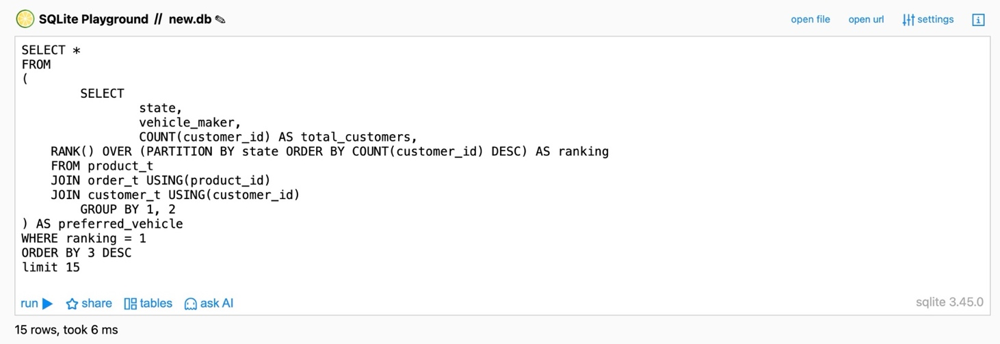 SQLite Playground // new.db ✎
open file open url settings i
SELECT *
FROM
(
        SELECT
                state,
                vehicle_maker,
                COUNT(customer_id) AS total_customers,
    RANK() OVER (PARTITION BY state ORDER BY COUNT(customer_id) DESC) AS ranking
    FROM product_t
    JOIN order_t USING(product_id)
    JOIN customer_t USING(customer_id)
        GROUP BY 1, 2
) AS preferred_vehicle
WHERE ranking = 1
ORDER BY 3 DESC
limit 15
run share tables ask AI
sqlite 3.45.0
15 rows, took 6 ms